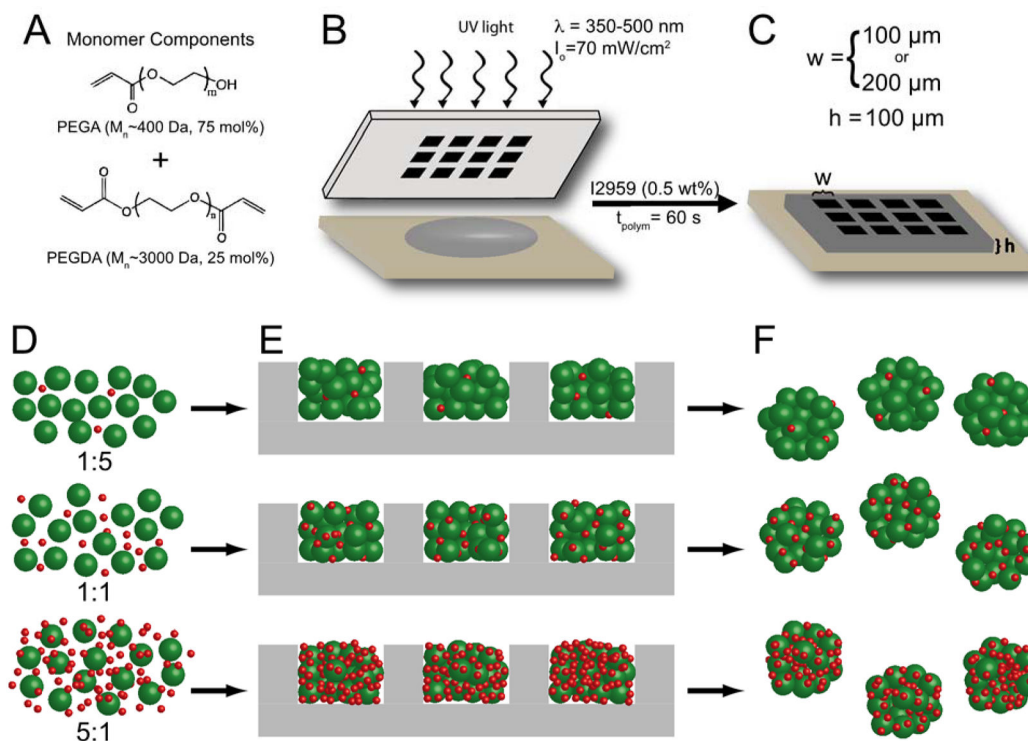 A
Monomer Components
O
O
m
OH
PEGA (Mn~400 Da, 75 mol%)
+
O
O
O
n
O
PEGDA (Mn~3000 Da, 25 mol%)
B
UV light
λ = 350-500 nm
Io=70 mW/cm²
I2959 (0.5 wt%)
tpolym= 60 s
C
w = { 100 µm
or
200 µm
h = 100 µm
w
} h
D
1:5
1:1
5:1
E
F